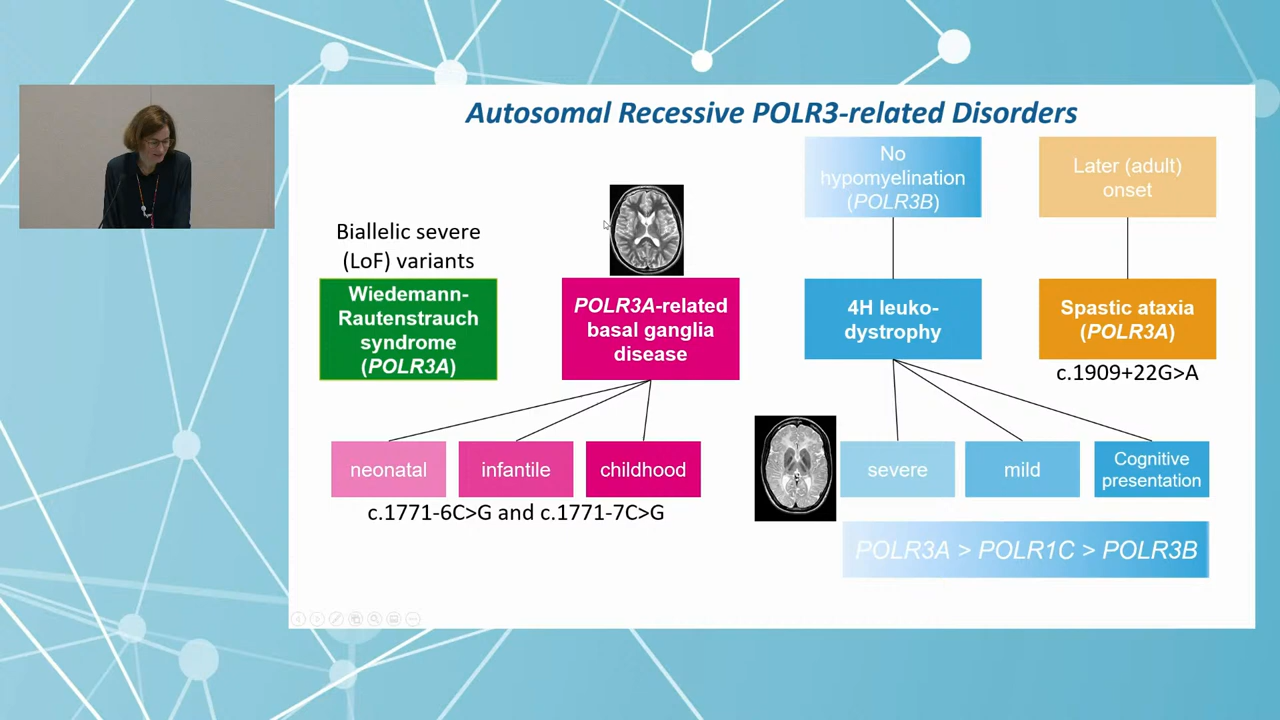 Autosomal Recessive POLR3-related Disorders
Biallelic severe
(LoF) variants
Wiedemann-
Rautenstrauch
syndrome
(POLR3A)
POLR3A-related
basal ganglia
disease
neonatal
infantile
childhood
c.1771-6C>G and c.1771-7C>G
No
hypomyelination
(POLR3B)
4H leuko-
dystrophy
severe
mild
Cognitive
presentation
POLR3A > POLR1C > POLR3B
Later (adult)
onset
Spastic ataxia
(POLR3A)
c.1909+22G>A